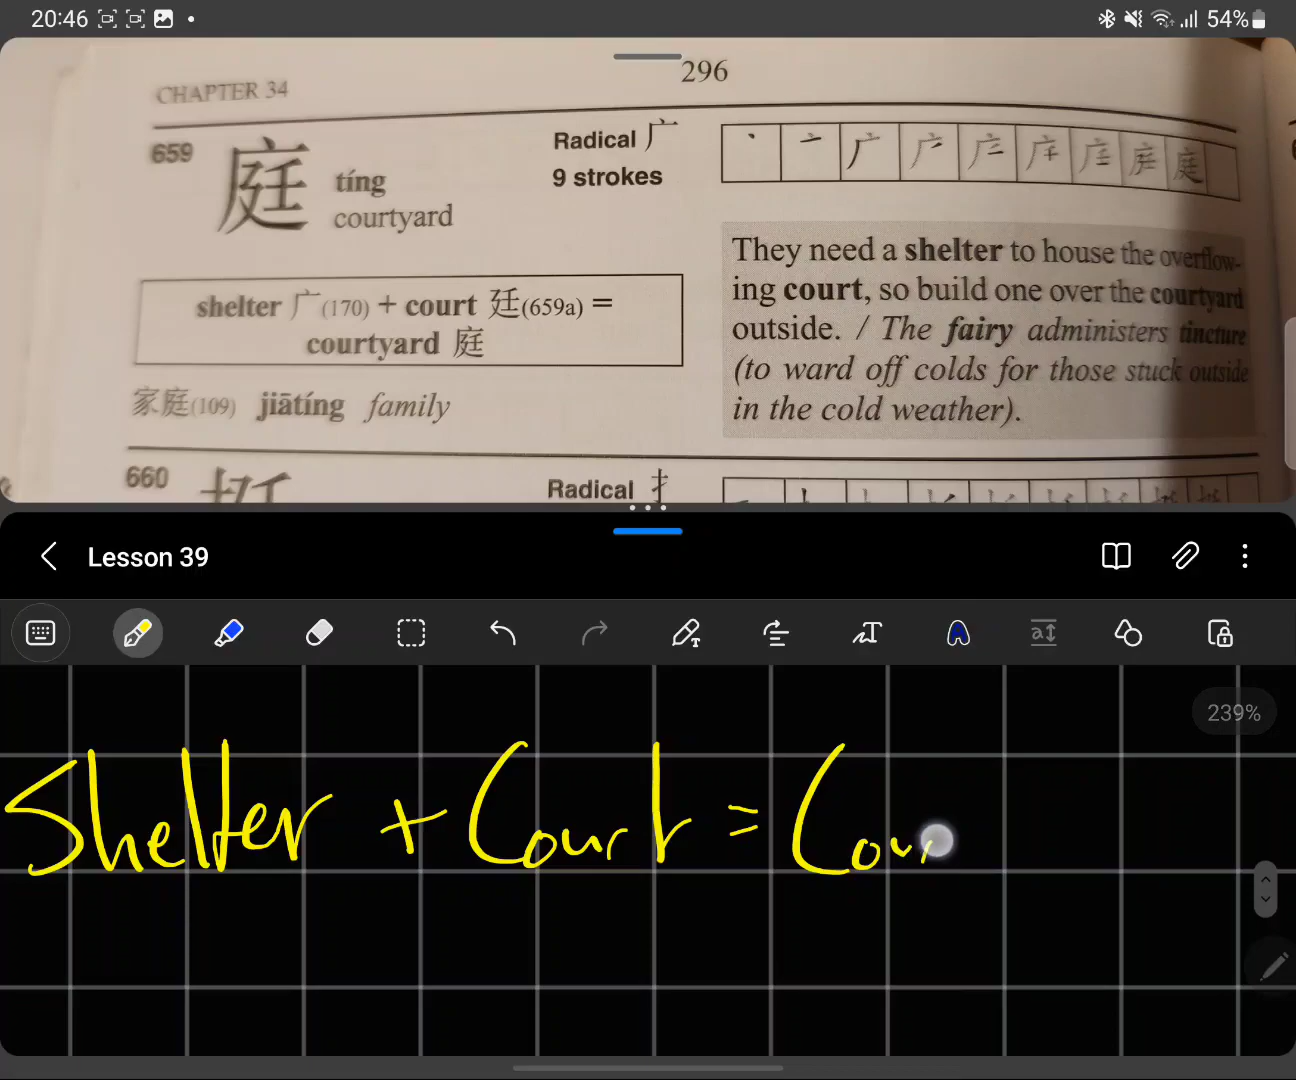 20:46
54%
CHAPTER 34
296
659
庭
tíng
courtyard
Radical 广
9 strokes
shelter 广(170) + court 廷(659a) =
courtyard 庭
家庭(109) jiātíng family
They need a shelter to house the overflow-
ing court, so build one over the courtyard
outside. / The fairy administers tincture
(to ward off colds for those stuck outside
in the cold weather).
660
Radical 扌
Lesson 39
239%
Shelter + Court = Cour